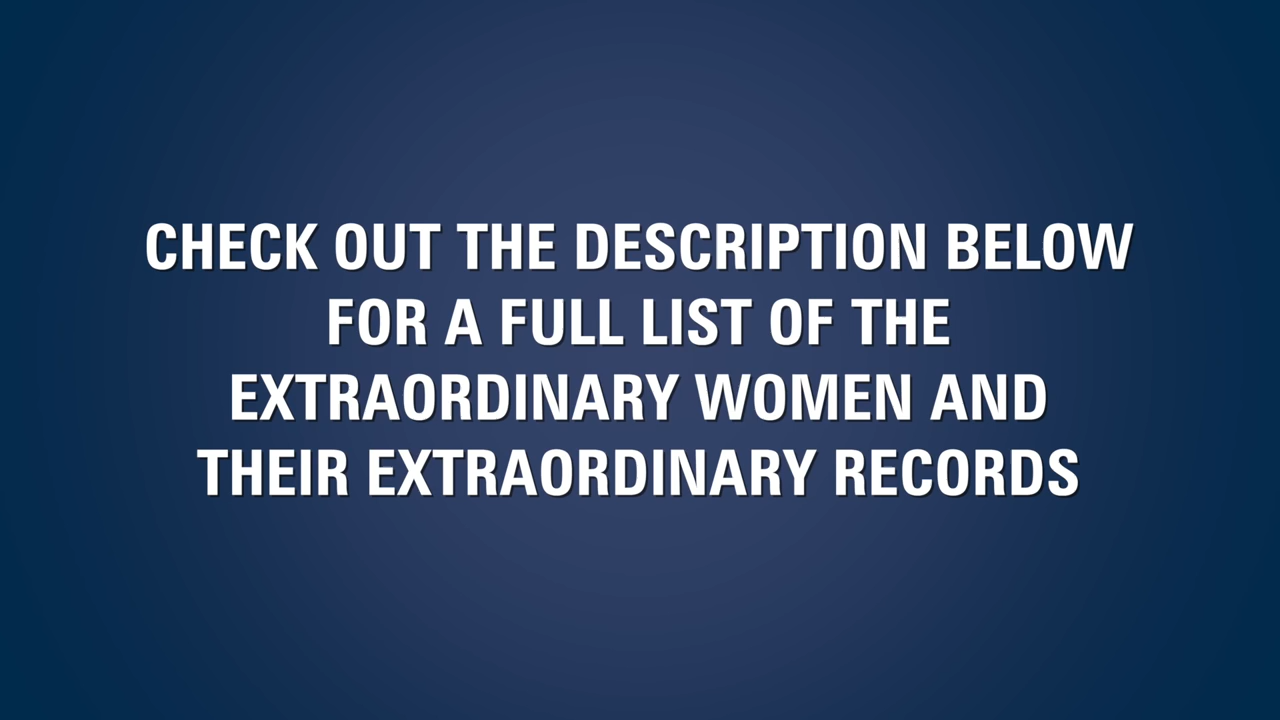 CHECK OUT THE DESCRIPTION BELOW
FOR A FULL LIST OF THE
EXTRAORDINARY WOMEN AND
THEIR EXTRAORDINARY RECORDS